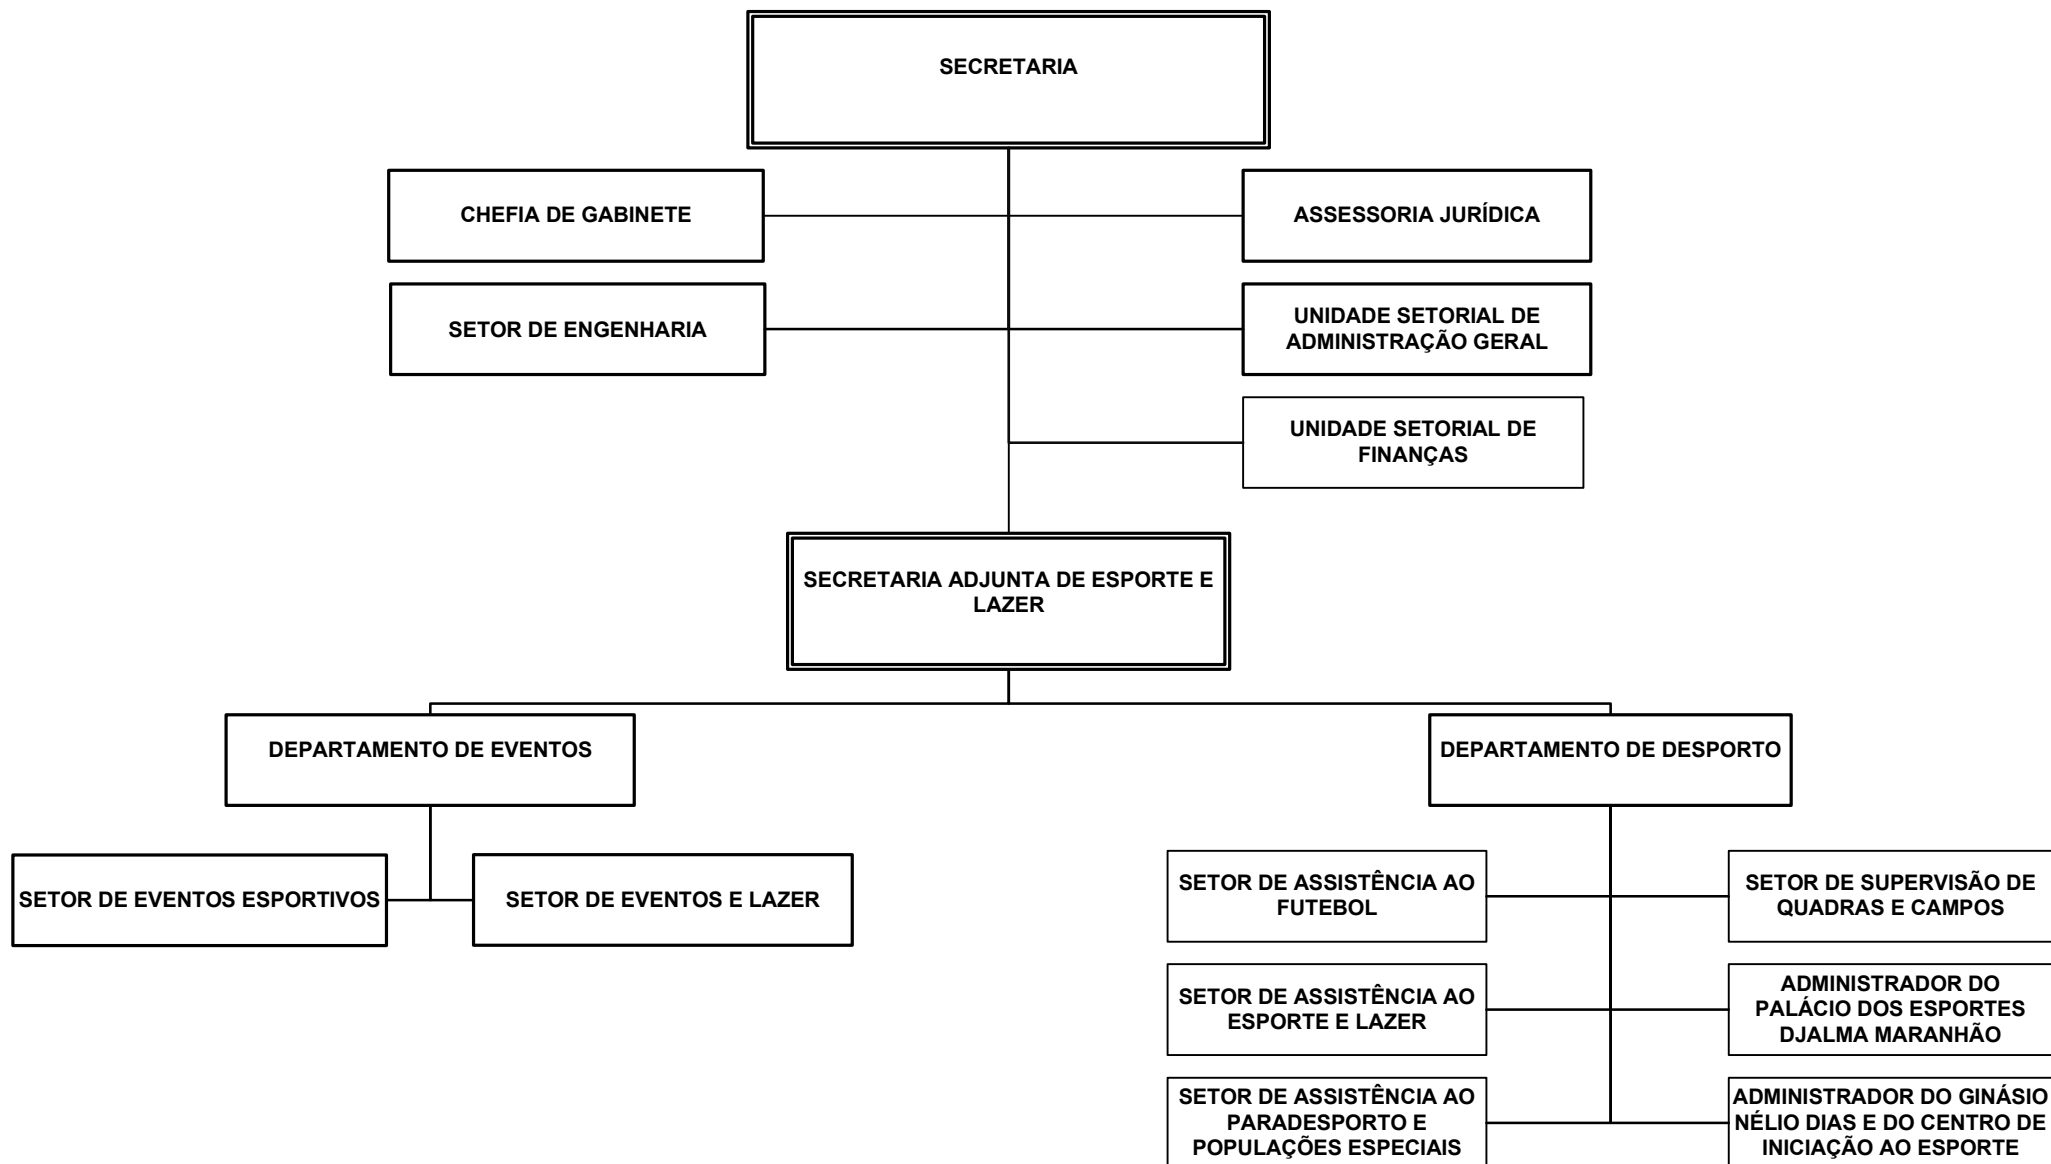 SECRETARIA
CHEFIA DE GABINETE
ASSESSORIA JURÍDICA
SETOR DE ENGENHARIA
UNIDADE SETORIAL DE
ADMINISTRAÇÃO GERAL
UNIDADE SETORIAL DE
FINANÇAS
SECRETARIA ADJUNTA DE ESPORTE E
LAZER
DEPARTAMENTO DE EVENTOS
DEPARTAMENTO DE DESPORTO
SETOR DE EVENTOS ESPORTIVOS
SETOR DE EVENTOS E LAZER
SETOR DE ASSISTÊNCIA AO
FUTEBOL
SETOR DE SUPERVISÃO DE
QUADRAS E CAMPOS
SETOR DE ASSISTÊNCIA AO
ESPORTE E LAZER
ADMINISTRADOR DO
PALÁCIO DOS ESPORTES
DJALMA MARANHÃO
SETOR DE ASSISTÊNCIA AO
PARADESPORTO E
POPULAÇÕES ESPECIAIS
ADMINISTRADOR DO GINÁSIO
NÉLIO DIAS E DO CENTRO DE
INICIAÇÃO AO ESPORTE